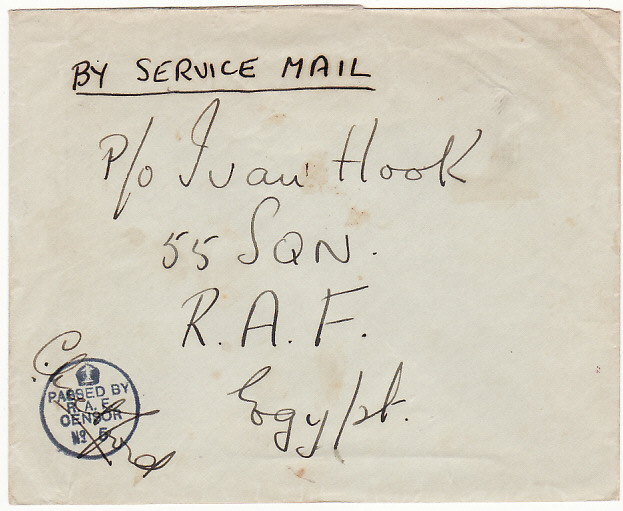 BY SERVICE MAIL
P/o Ivan Hook
55 SQN.
R.A.F.
Egypt.
PASSED BY
R.A.F.
CENSOR
No 5